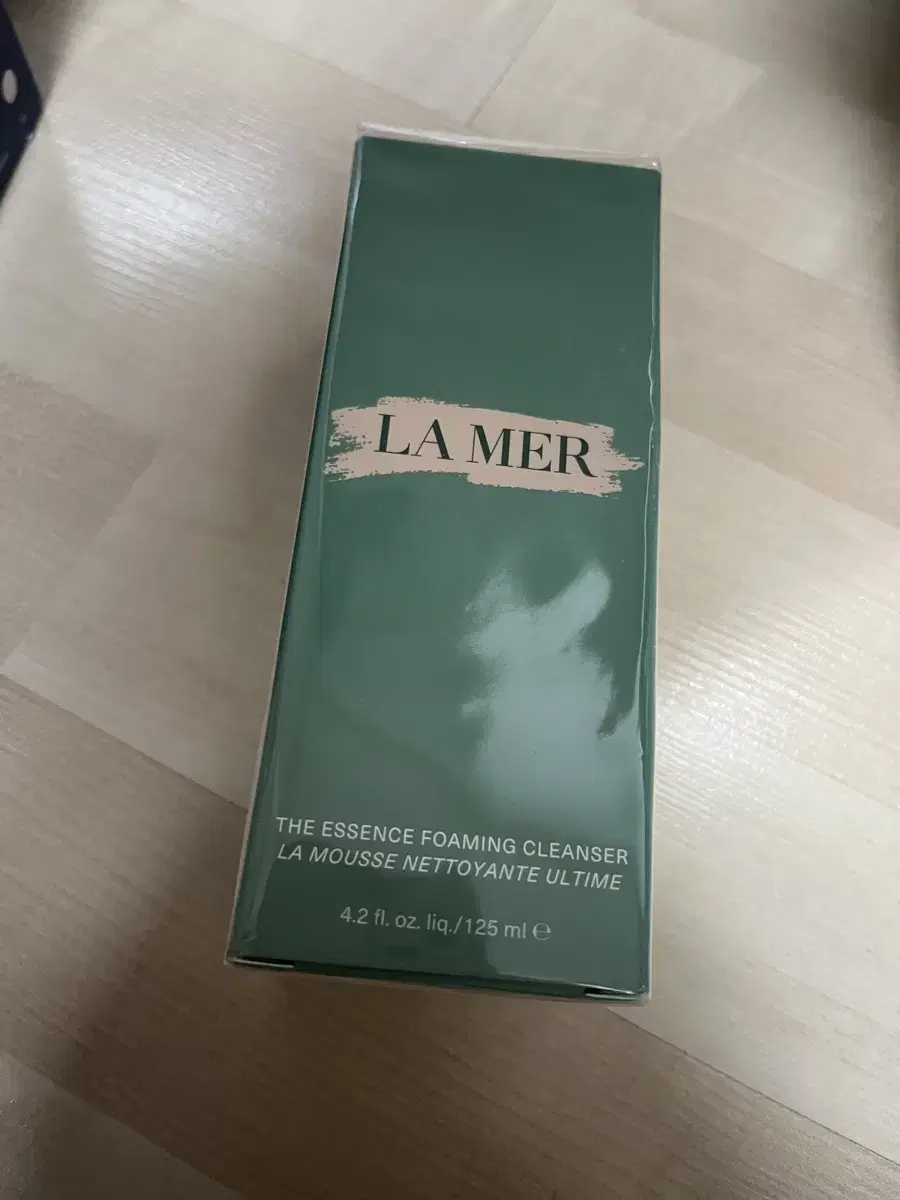 LA MER
THE ESSENCE FOAMING CLEANSER
LA MOUSSE NETTOYANTE ULTIME
4.2 fl. oz. liq./125 ml ℮